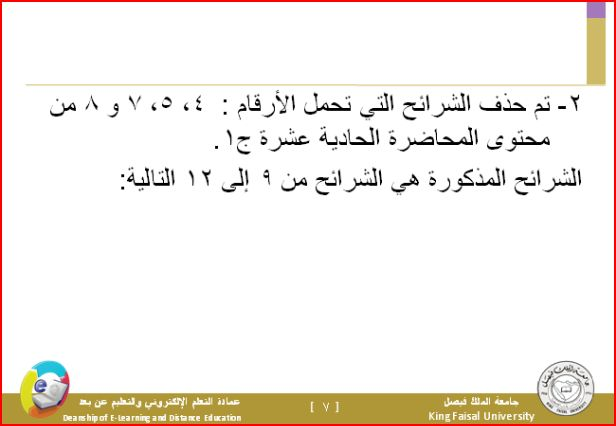 ٢- تم حذف الشرائح التي تحمل الأرقام : ٤، ٥، ٧ و ٨ من
محتوى المحاضرة الحادية عشرة ج١.
الشرائح المذكورة هي الشرائح من ٩ إلى ١٢ التالية:
جامعة الملك فيصل
King Faisal University
[ ٧ ]
عمادة التعلم الإلكتروني والتعليم عن بعد
Deanship of E-Learning and Distance Education